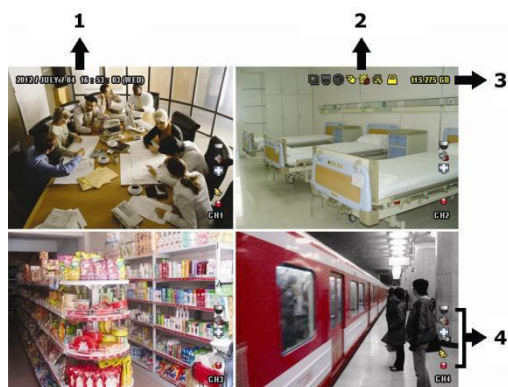 1
2
2012 / JULY / 04 16 : 53 : 03 (WED)
115.275 GB
3
CH1
CH2
4
CH3
CH4